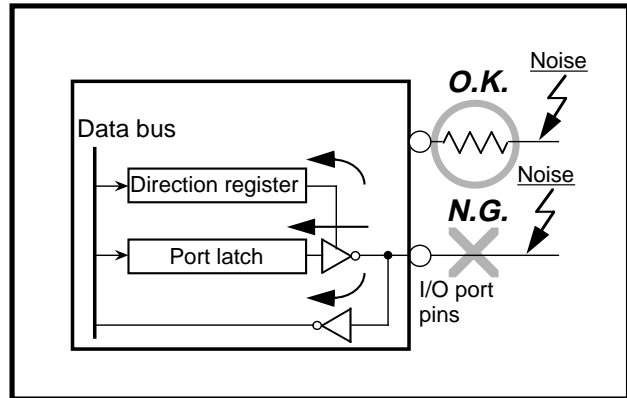 Noise
O.K.
Data bus
Direction register
Noise
N.G.
Port latch
I/O port
pins